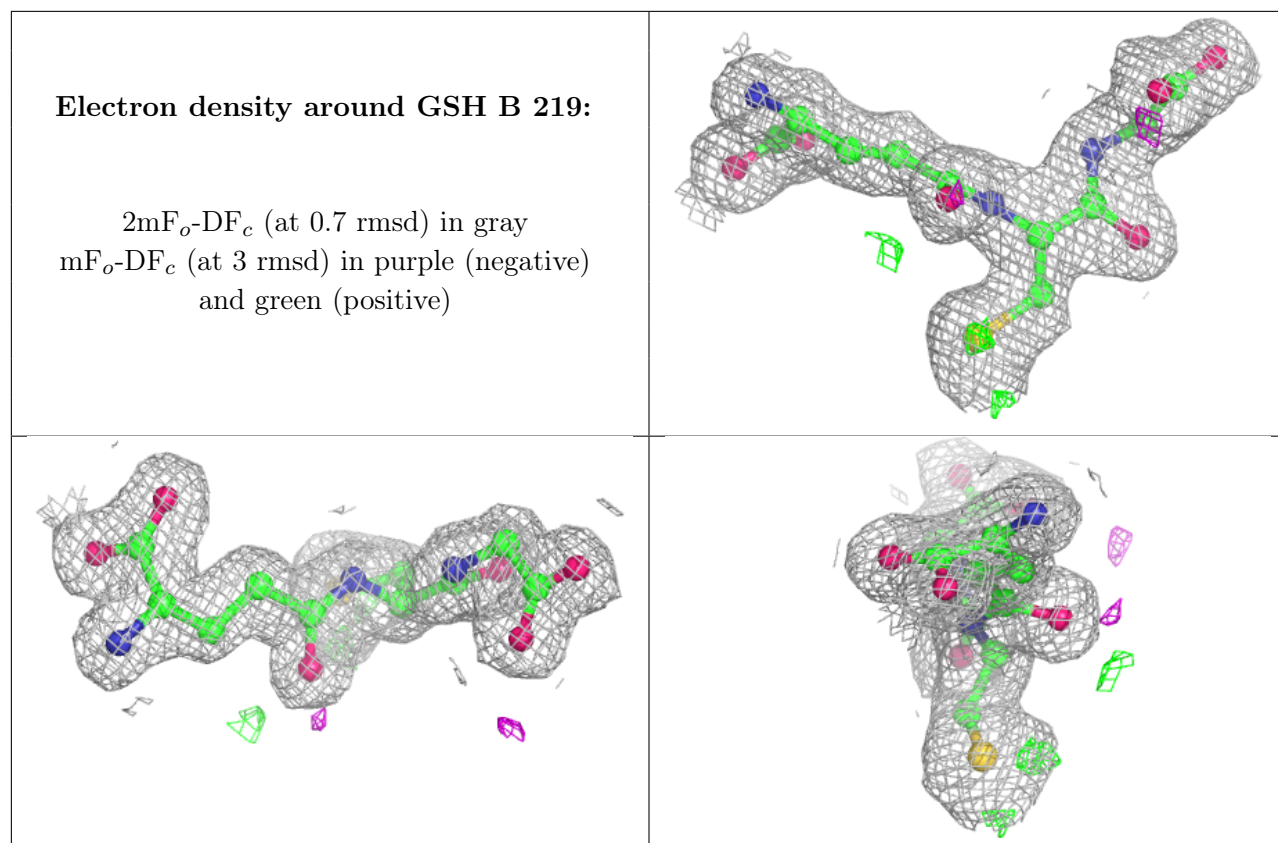 Electron density around GSH B 219:
2mFo-DFc (at 0.7 rmsd) in gray
mFo-DFc (at 3 rmsd) in purple (negative)
and green (positive)